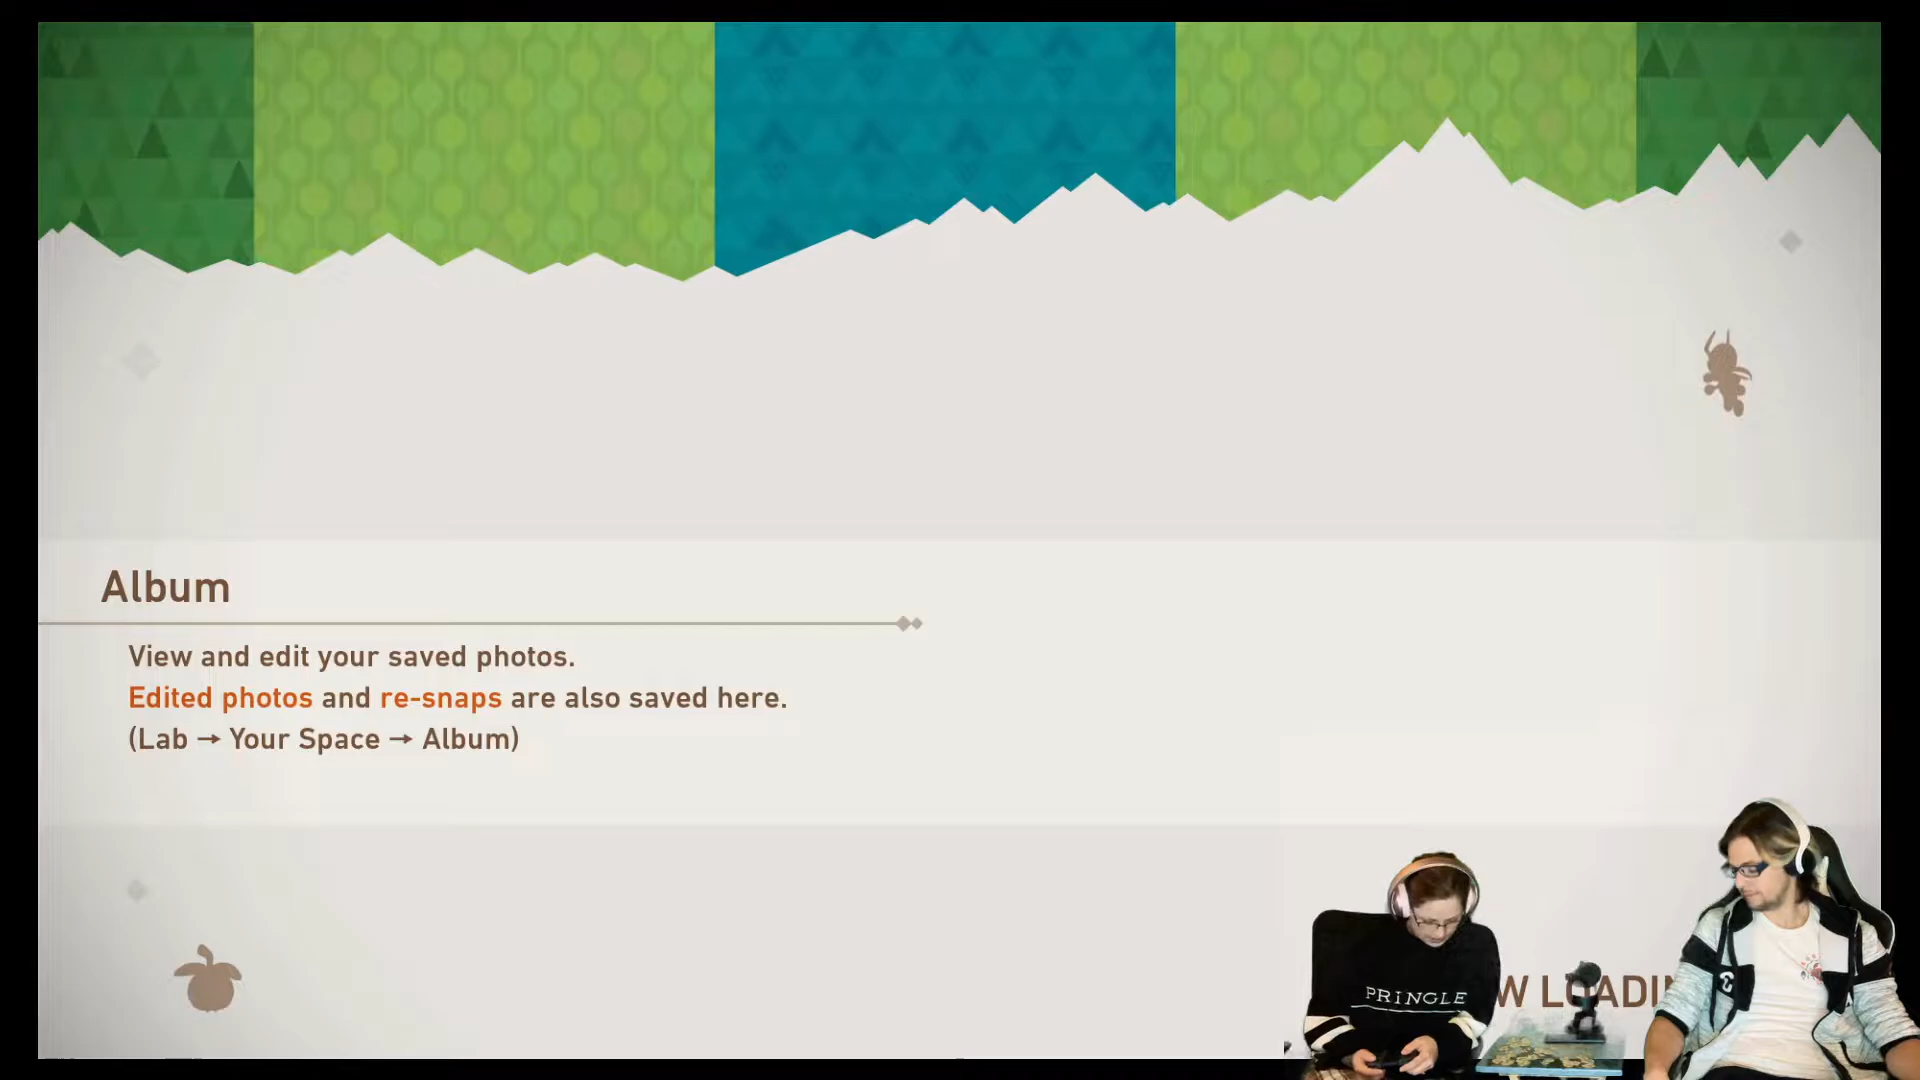 Album
View and edit your saved photos.
Edited photos and re-snaps are also saved here.
(Lab → Your Space → Album)
PRINGLE